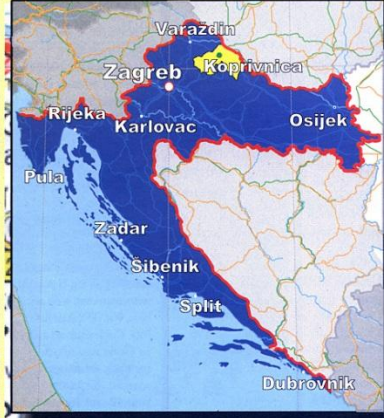 Varaždin
Koprivnica
Zagreb
Rijeka
Karlovac
Osijek
Pula
Zadar
Šibenik
Split
Dubrovnik